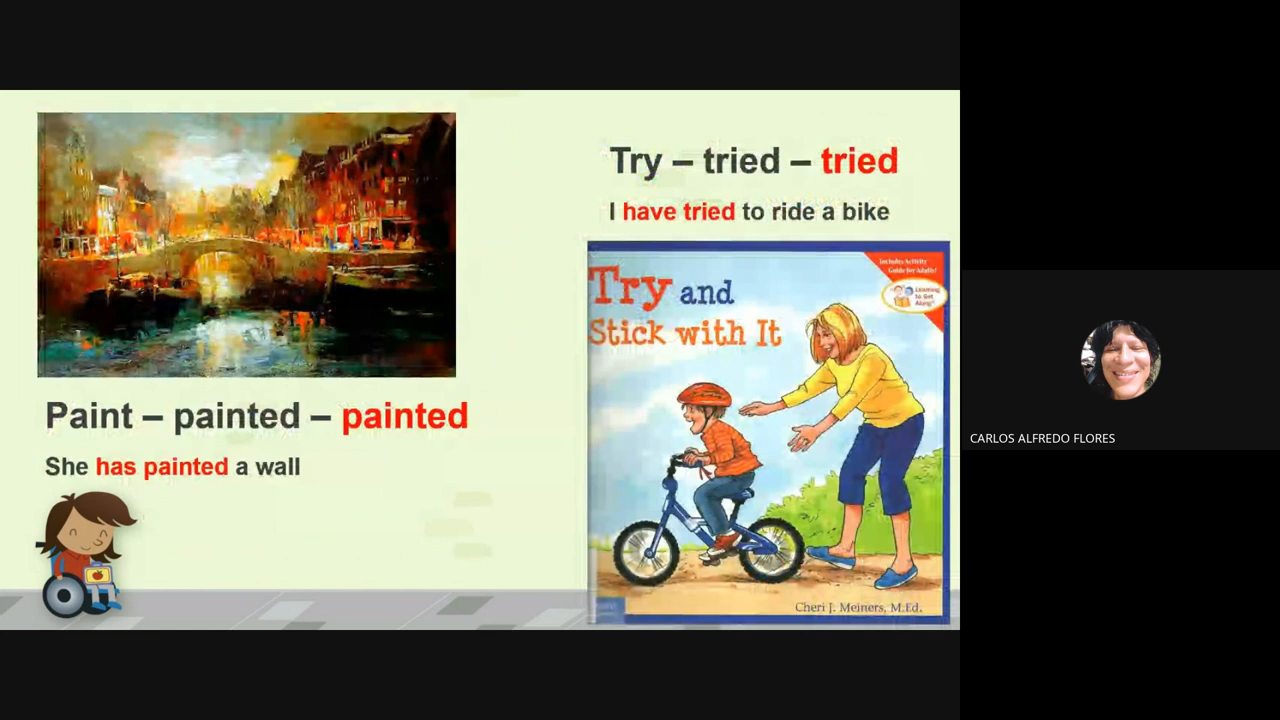 Try – tried – tried
I have tried to ride a bike
Includes Activity
Guide for Adults!
Learning
to Get
Along
Try and
Stick with It
Cheri J. Meiners, M.Ed.
Paint – painted – painted
She has painted a wall
CARLOS ALFREDO FLORES